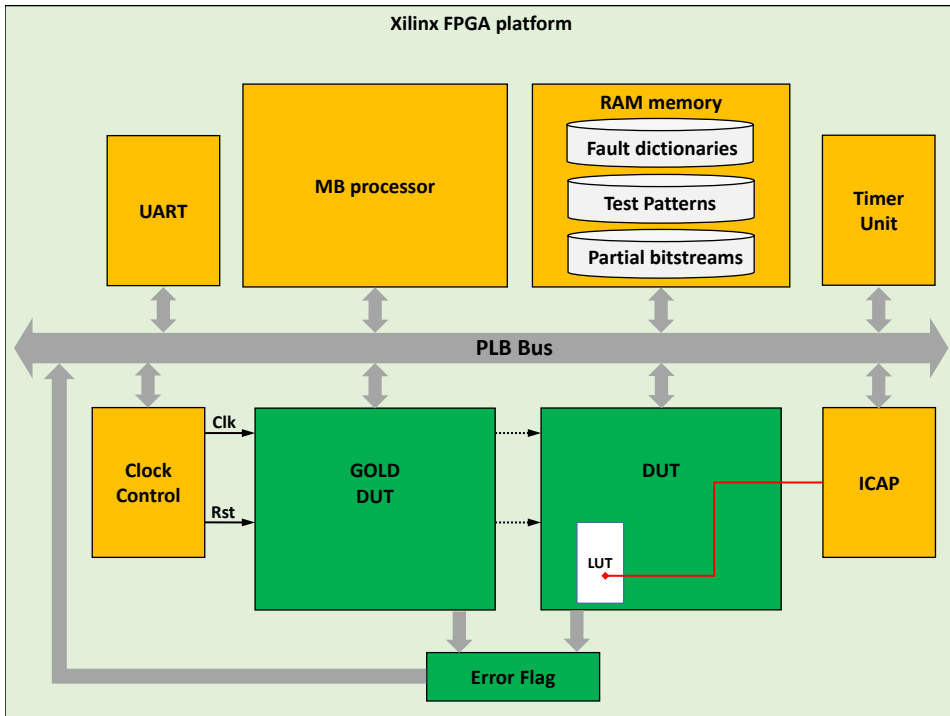 Xilinx FPGA platform
UART
MB processor
RAM memory
Fault dictionaries
Test Patterns
Partial bitstreams
Timer
Unit
PLB Bus
Clock
Control
Clk
Rst
GOLD
DUT
DUT
LUT
ICAP
Error Flag